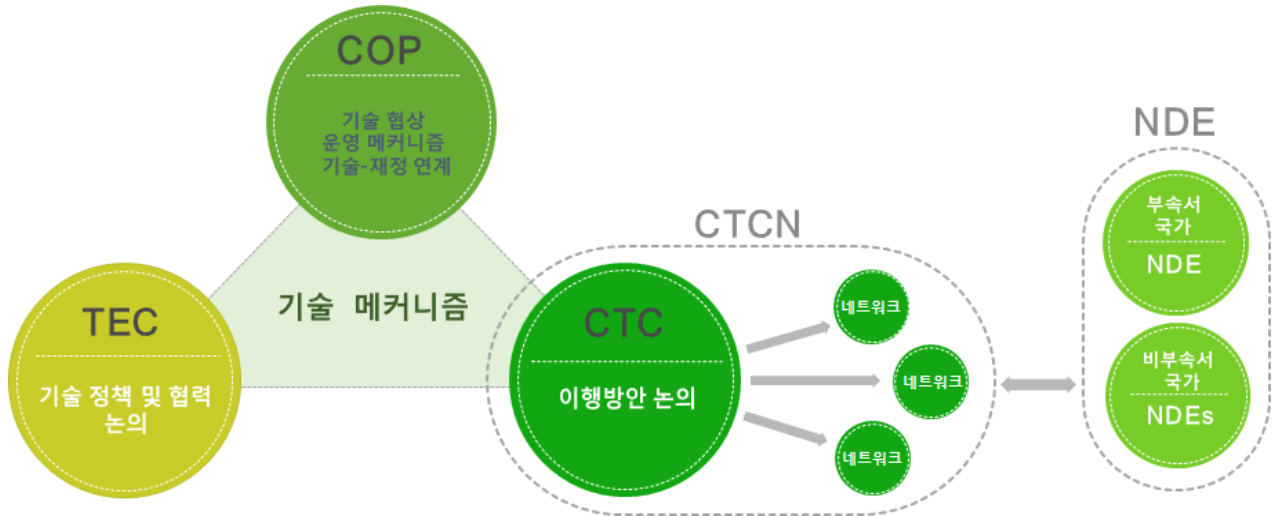 COP
기술 협상
운영 메커니즘
기술-재정 연계
기술 메커니즘
TEC
기술 정책 및 협력
논의
CTCN
CTC
이행방안 논의
네트워크
네트워크
네트워크
NDE
부속서
국가
NDE
비부속서
국가
NDEs